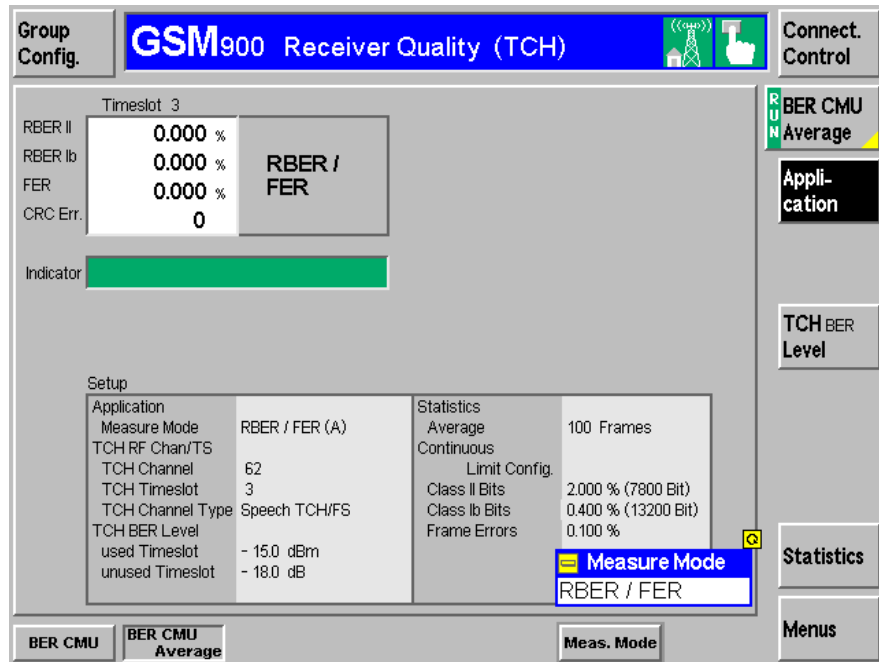 Group
Config.
GSM900 Receiver Quality (TCH)
((••))
Connect.
Control
Timeslot 3
RBER II 0.000 %
RBER Ib 0.000 %
FER 0.000 %
CRC Err. 0
RBER /
FER
Indicator
RUN
BER CMU
Average
Appli-
cation
TCH BER
Level
Setup
Application
Measure Mode RBER / FER (A)
TCH RF Chan/TS
TCH Channel 62
TCH Timeslot 3
TCH Channel Type Speech TCH/FS
TCH BER Level
used Timeslot - 15.0 dBm
unused Timeslot - 18.0 dB
Statistics
Average 100 Frames
Continuous
Limit Config.
Class II Bits 2.000 % (7800 Bit)
Class Ib Bits 0.400 % (13200 Bit)
Frame Errors 0.100 %
Measure Mode
RBER / FER
Statistics
BER CMU
BER CMU
Average
Meas. Mode
Menus